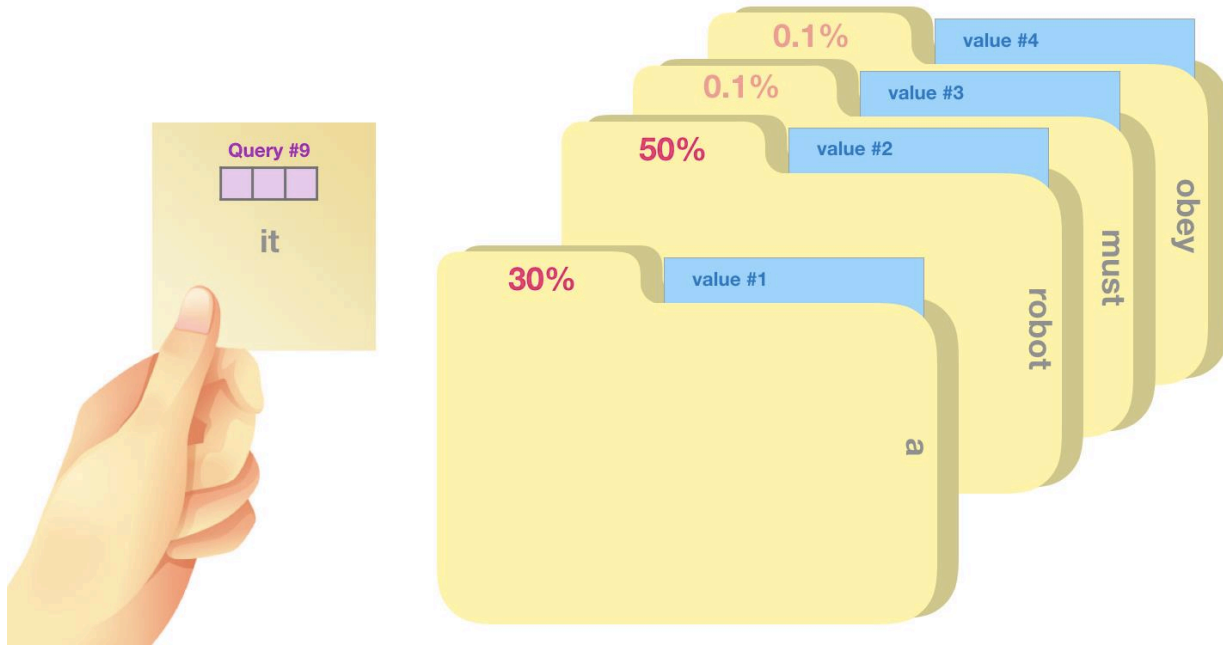 Query #9
it
0.1%
value #4
obey
0.1%
value #3
must
50%
value #2
robot
30%
value #1
a